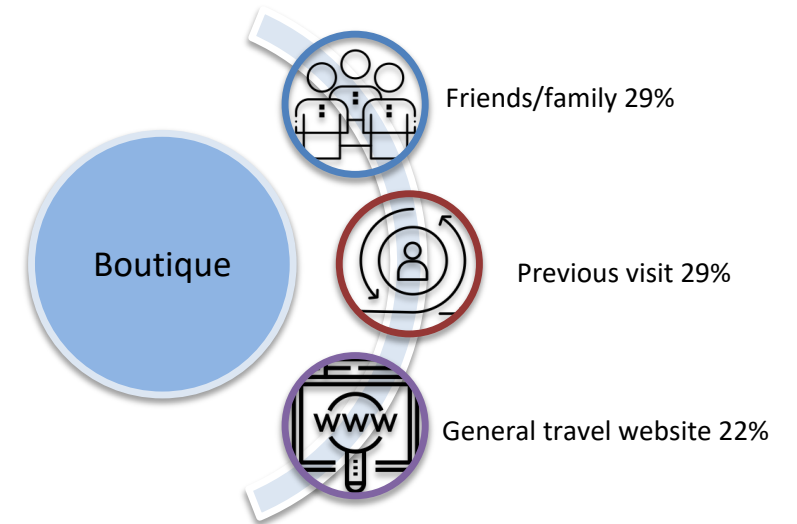 Friends/family 29%
Boutique
Previous visit 29%
www
General travel website 22%